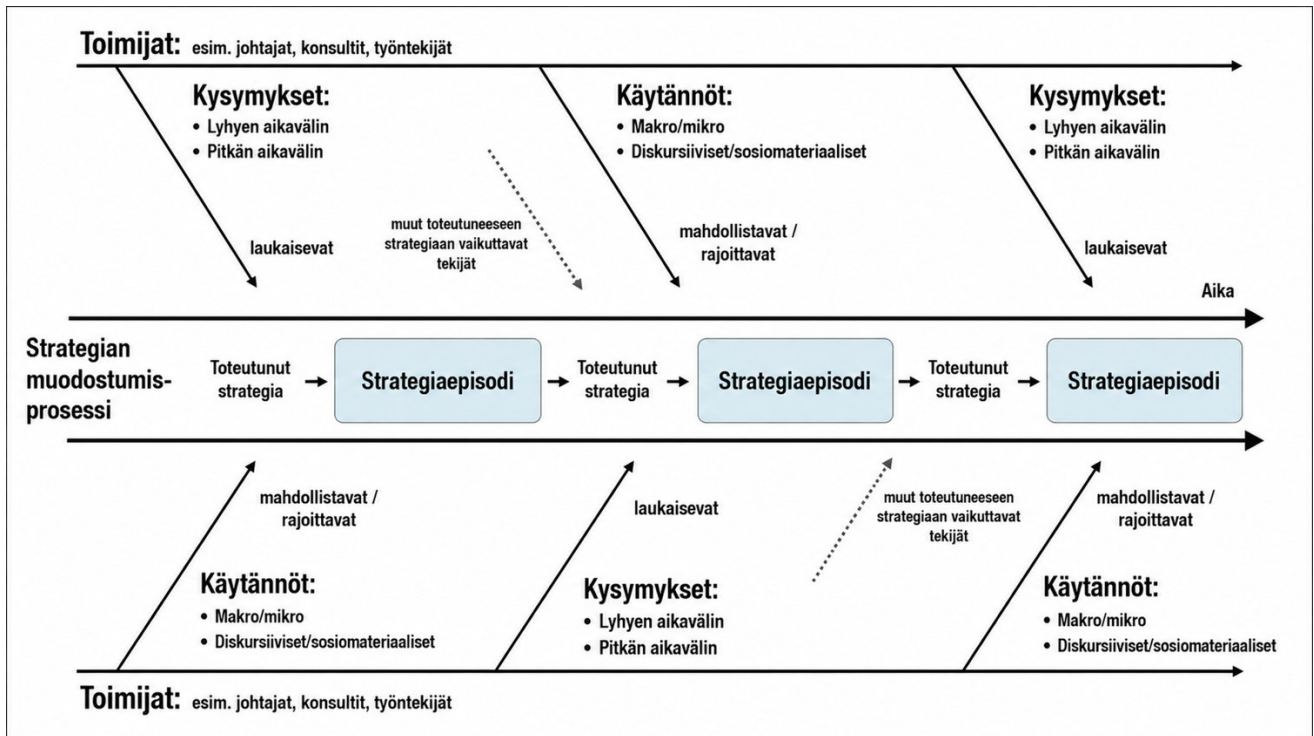 Toimijat: esim. johtajat, konsultit, työntekijät
Kysymykset:
• Lyhyen aikavälin
• Pitkän aikavälin
laukaisevat
muut toteutuneeseen
strategiaan vaikuttavat
tekijät
Käytännöt:
• Makro/mikro
• Diskursiiviset/sosiomateriaaliset
mahdollistavat /
rajoittavat
Kysymykset:
• Lyhyen aikavälin
• Pitkän aikavälin
laukaisevat
Aika
Strategian
muodostumis-
prosessi
Toteutunut
strategia
Strategiaepisodi
Toteutunut
strategia
Strategiaepisodi
Toteutunut
strategia
Strategiaepisodi
mahdollistavat /
rajoittavat
Käytännöt:
• Makro/mikro
• Diskursiiviset/sosiomateriaaliset
laukaisevat
Kysymykset:
• Lyhyen aikavälin
• Pitkän aikavälin
muut toteutuneeseen
strategiaan vaikuttavat
tekijät
mahdollistavat /
rajoittavat
Käytännöt:
• Makro/mikro
• Diskursiiviset/sosiomateriaaliset
Toimijat: esim. johtajat, konsultit, työntekijät